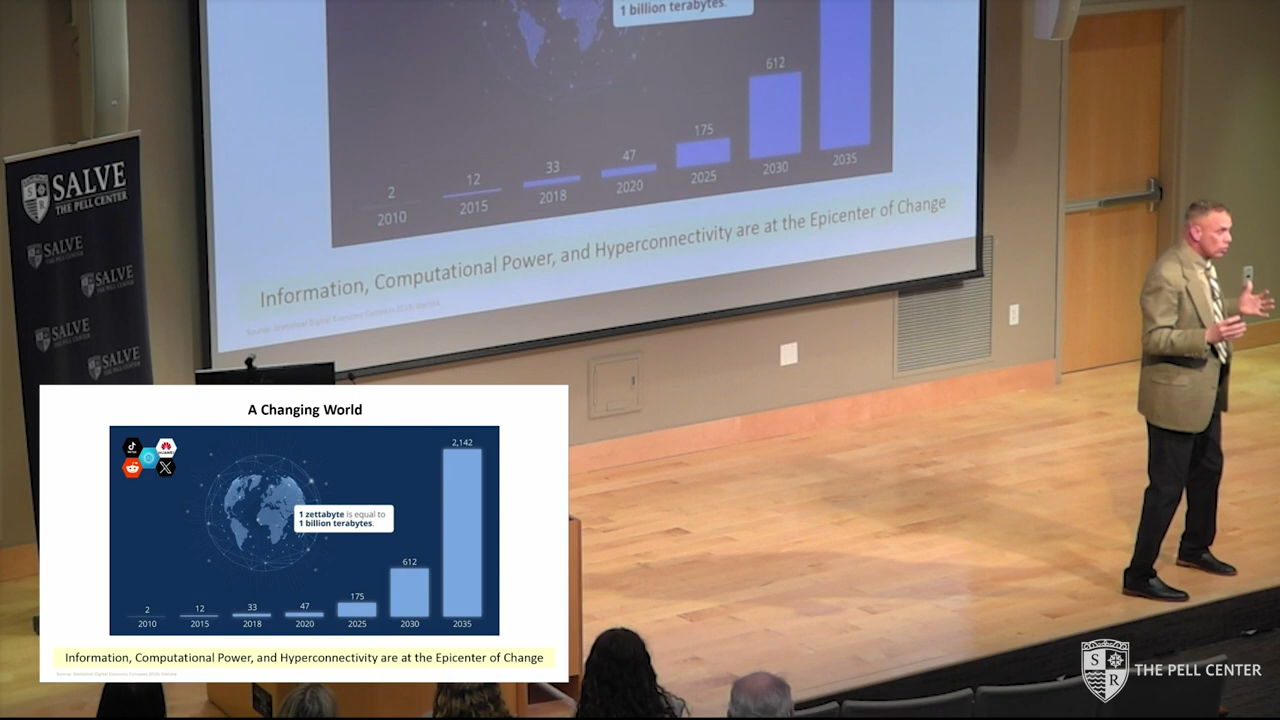 1 billion terabytes.
2
12
33
47
175
612
2010
2015
2018
2020
2025
2030
2035
Information, Computational Power, and Hyperconnectivity are at the Epicenter of Change
SALVE
THE PELL CENTER
S R
SALVE
THE PELL CENTER
SALVE
THE PELL CENTER
SALVE
THE PELL CENTER
SALVE
THE PELL CENTER
A Changing World
1 zettabyte is equal to
1 billion terabytes.
2
12
33
47
175
612
2,142
2010
2015
2018
2020
2025
2030
2035
Information, Computational Power, and Hyperconnectivity are at the Epicenter of Change
S
R
THE PELL CENTER